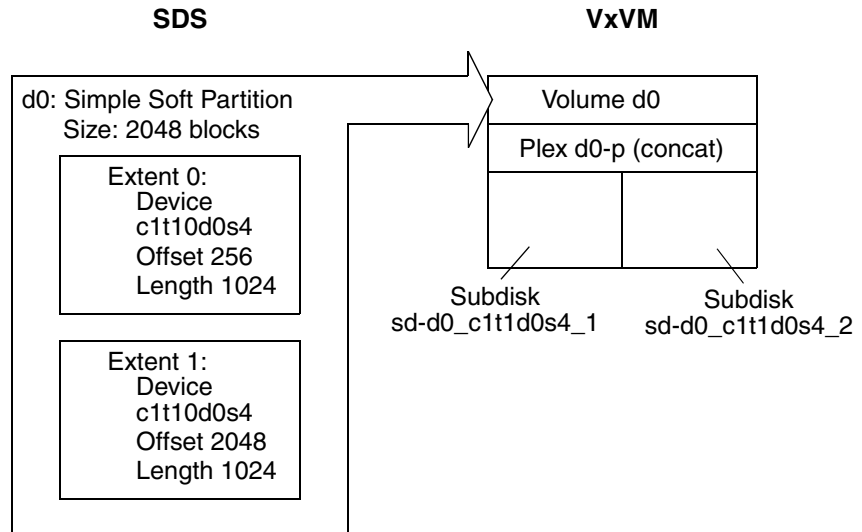 SDS
VxVM
d0: Simple Soft Partition
Size: 2048 blocks
Extent 0:
Device
c1t10d0s4
Offset 256
Length 1024
Extent 1:
Device
c1t10d0s4
Offset 2048
Length 1024
Volume d0
Plex d0-p (concat)
Subdisk
sd-d0_c1t1d0s4_1
Subdisk
sd-d0_c1t1d0s4_2